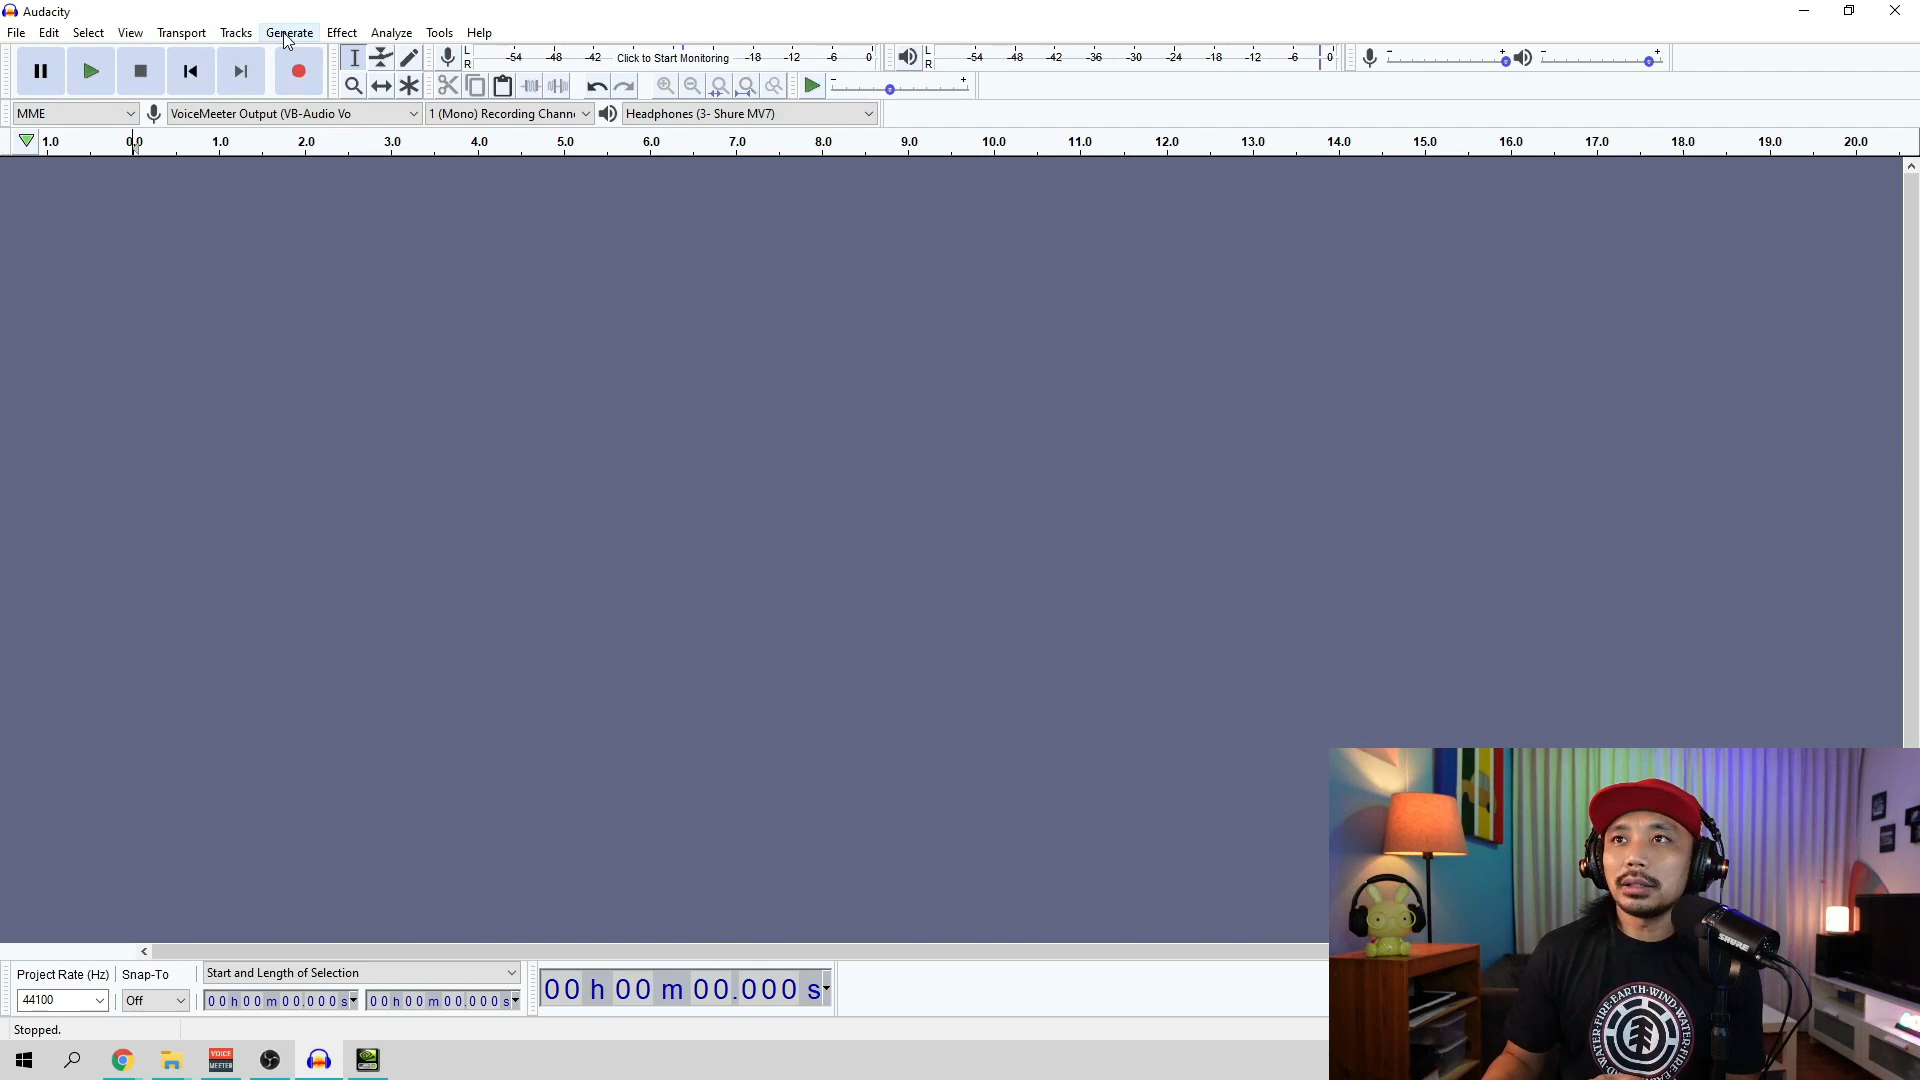 Audacity
File Edit Select View Transport Tracks Generate Effect Analyze Tools Help
L
R
-54 -48 -42 Click to Start Monitoring -18 -12 -6 0
L
R
-54 -48 -42 -36 -30 -24 -18 -12 -6 0
- +
- +
- +
MME
VoiceMeeter Output (VB-Audio Vo
1 (Mono) Recording Chann
Headphones (3- Shure MV7)
1.0 0.0 1.0 2.0 3.0 4.0 5.0 6.0 7.0 8.0 9.0 10.0 11.0 12.0 13.0 14.0 15.0 16.0 17.0 18.0 19.0 20.0
SHURE
Project Rate (Hz) Snap-To Start and Length of Selection
44100 Off 00 h 00 m 00.000 s 00 h 00 m 00.000 s
00 h 00 m 00.000 s
Stopped.
VOICE
MEETER